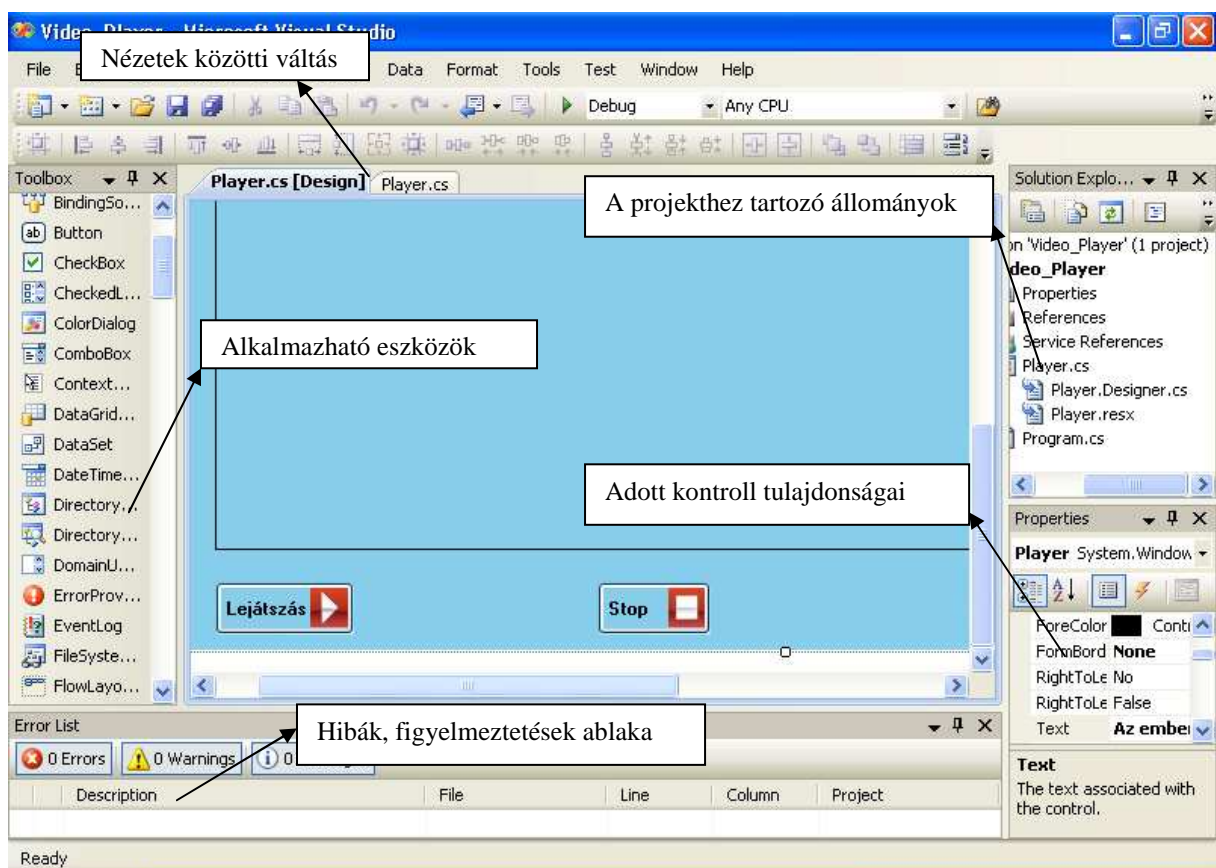 Video_Player - Microsoft Visual Studio
Nézetek közötti váltás
File
Data Format Tools Test Window Help
Debug Any CPU
Toolbox
Player.cs [Design] Player.cs
Solution Explo...
A projekthez tartozó állományok
BindingSo...
Button
CheckBox
CheckedL...
ColorDialog
ComboBox
Context...
DataGrid...
DataSet
DateTime...
Directory...
Directory...
DomainU...
ErrorProv...
EventLog
FileSyste...
FlowLayo...
Alkalmazható eszközök
on 'Video_Player' (1 project)
deo_Player
Properties
References
Service References
Player.cs
Player.Designer.cs
Player.resx
Program.cs
Adott kontroll tulajdonságai
Lejátszás Stop
Properties
Player System.Window
ForeColor Cont
FormBord None
RightToLe No
RightToLe False
Text Az ember
Text
The text associated with
the control.
Error List
Hibák, figyelmeztetések ablaka
0 Errors 0 Warnings 0
Description File Line Column Project
Ready